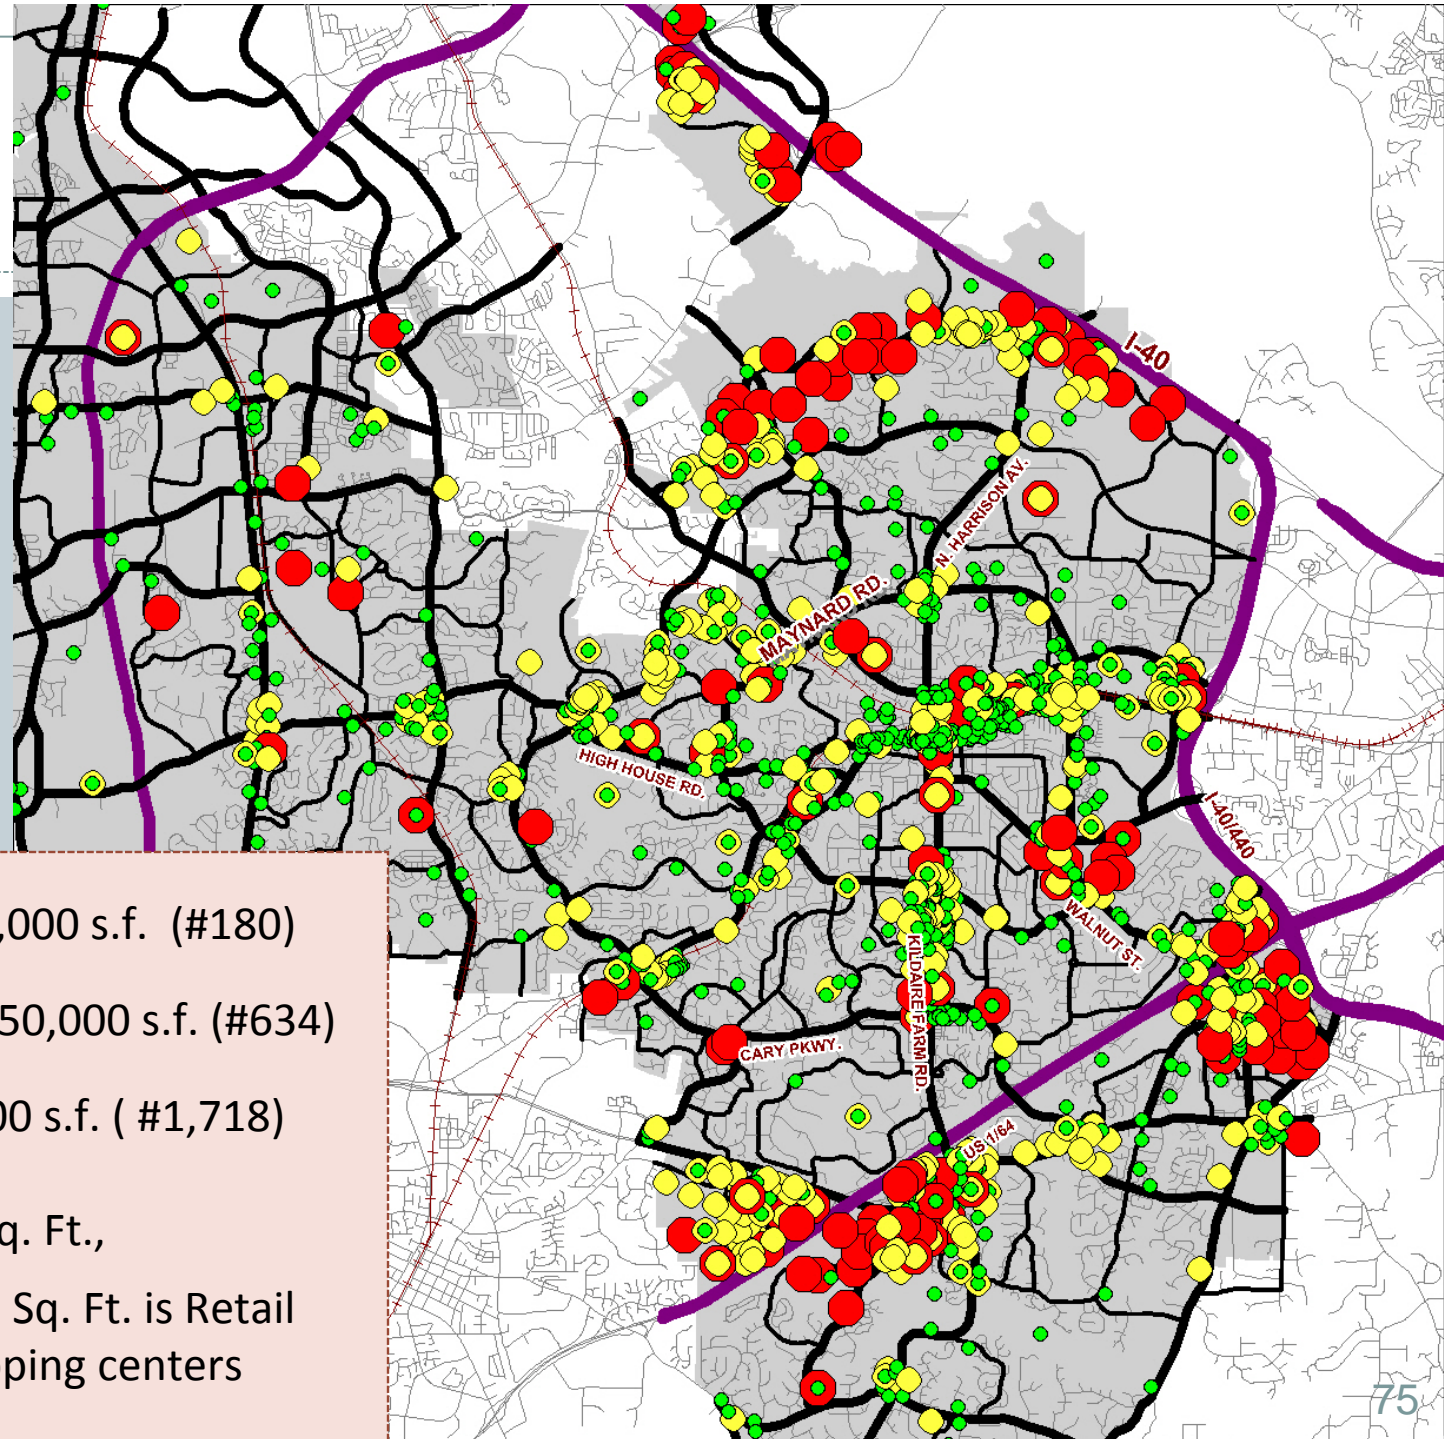 I-40
N. HARRISON AV.
MAYNARD RD.
HIGH HOUSE RD.
I-40/440
WALNUT ST.
KILDAIRE FARM RD.
CARY PKWY.
US 1/64
,000 s.f. (#180)
50,000 s.f. (#634)
00 s.f. ( #1,718)
q. Ft.,
Sq. Ft. is Retail
pping centers
75